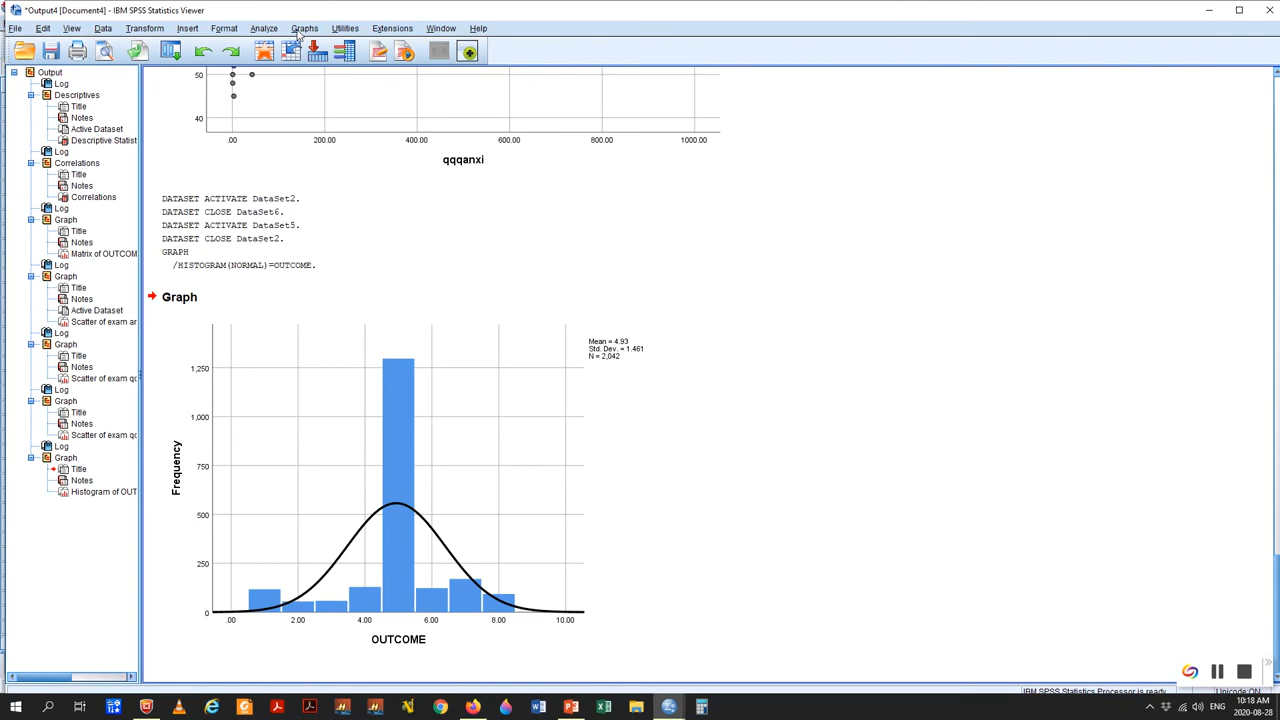 *Output4 [Document4] - IBM SPSS Statistics Viewer
File Edit View Data Transform Insert Format Analyze Graphs Utilities Extensions Window Help
Output
Log
Descriptives
Title
Notes
Active Dataset
Descriptive Statist
Log
Correlations
Title
Notes
Correlations
Log
Graph
Title
Notes
Matrix of OUTCOM
Log
Graph
Title
Notes
Active Dataset
Scatter of exam ar
Log
Graph
Title
Notes
Scatter of exam qc
Log
Graph
Title
Notes
Scatter of exam qc
Log
Graph
Title
Notes
Histogram of OUT
50
40
.00 200.00 400.00 600.00 800.00 1000.00
qqqanxi
DATASET ACTIVATE DataSet2.
DATASET CLOSE DataSet6.
DATASET ACTIVATE DataSet5.
DATASET CLOSE DataSet2.
GRAPH
/HISTOGRAM(NORMAL)=OUTCOME.
Graph
Mean = 4.93
Std. Dev. = 1.461
N = 2,042
1,250
1,000
750
500
250
0
Frequency
.00 2.00 4.00 6.00 8.00 10.00
OUTCOME
IBM SPSS Statistics Processor is ready
Unicode:ON
ENG
10:18 AM
2020-08-28